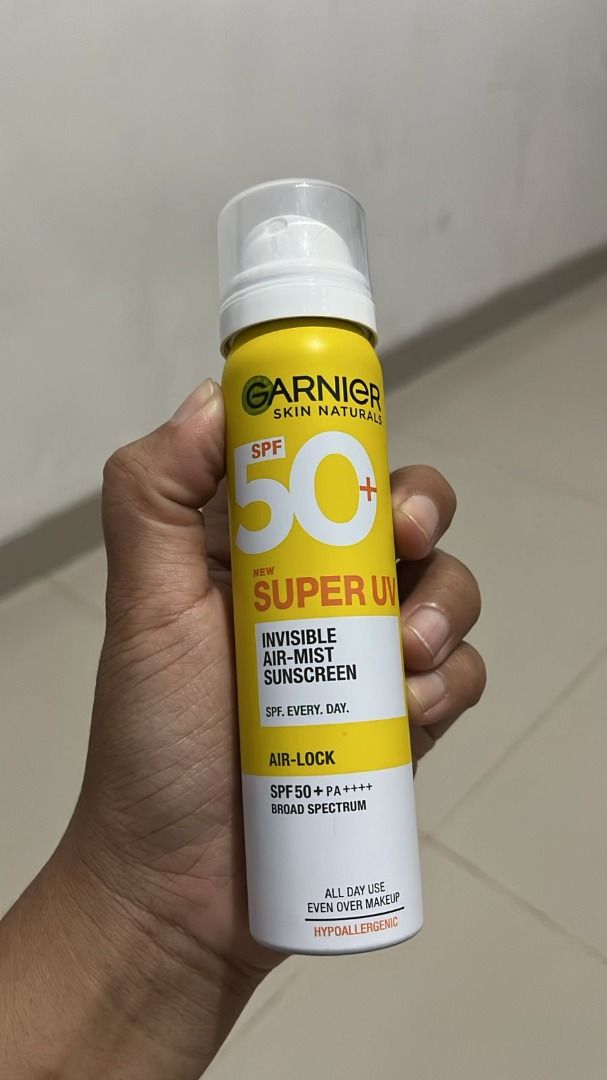 GARNIER
SKIN NATURALS
SPF
50+
NEW
SUPER UV
INVISIBLE
AIR-MIST
SUNSCREEN
SPF. EVERY. DAY.
AIR-LOCK
SPF50+ PA++++
BROAD SPECTRUM
ALL DAY USE
EVEN OVER MAKEUP
HYPOALLERGENIC